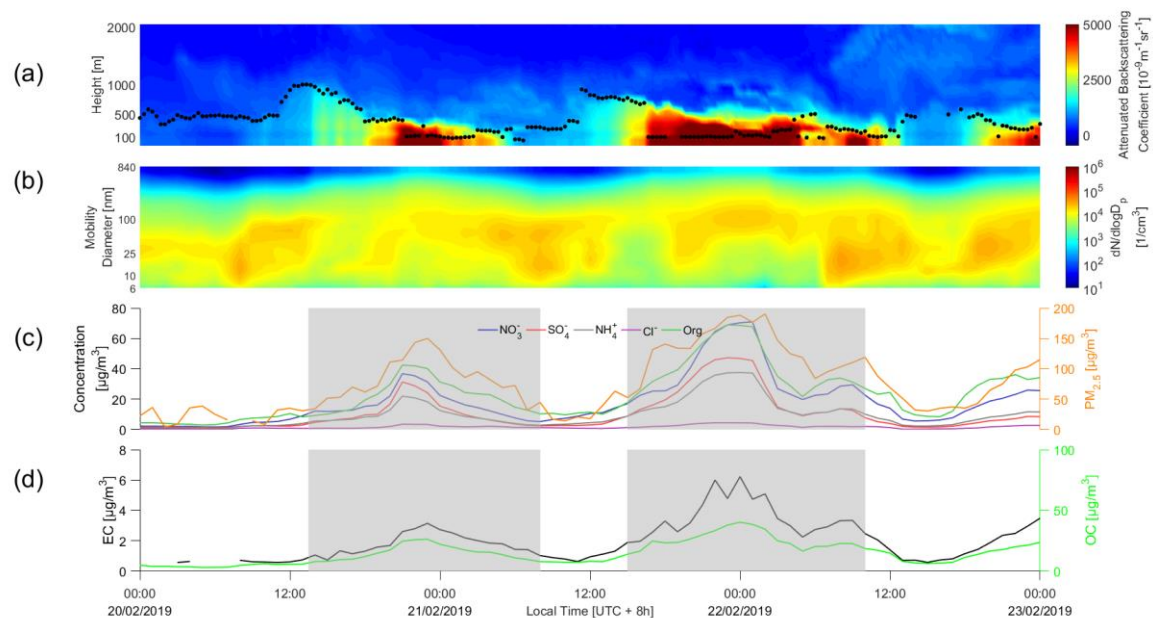 (a)
Height [m]
2000
1000
500
100
5000
2500
0
Attenuated Backscattering
Coefficient [10⁻⁹m⁻¹sr⁻¹]
(b)
Mobility
Diameter [nm]
840
100
25
10
6
10⁶
10⁵
10⁴
10³
10²
10¹
dN/dlogDₚ
[1/cm³]
(c)
Concentration
[µg/m³]
80
60
40
20
0
NO₃⁻ SO₄⁻ NH₄⁺ Cl⁻ Org
200
150
100
50
0
PM₂.₅ [µg/m³]
(d)
EC [µg/m³]
8
6
4
2
0
100
50
0
OC [µg/m³]
00:00 12:00 00:00 12:00 00:00 12:00 00:00
20/02/2019 21/02/2019 Local Time [UTC + 8h] 22/02/2019 23/02/2019